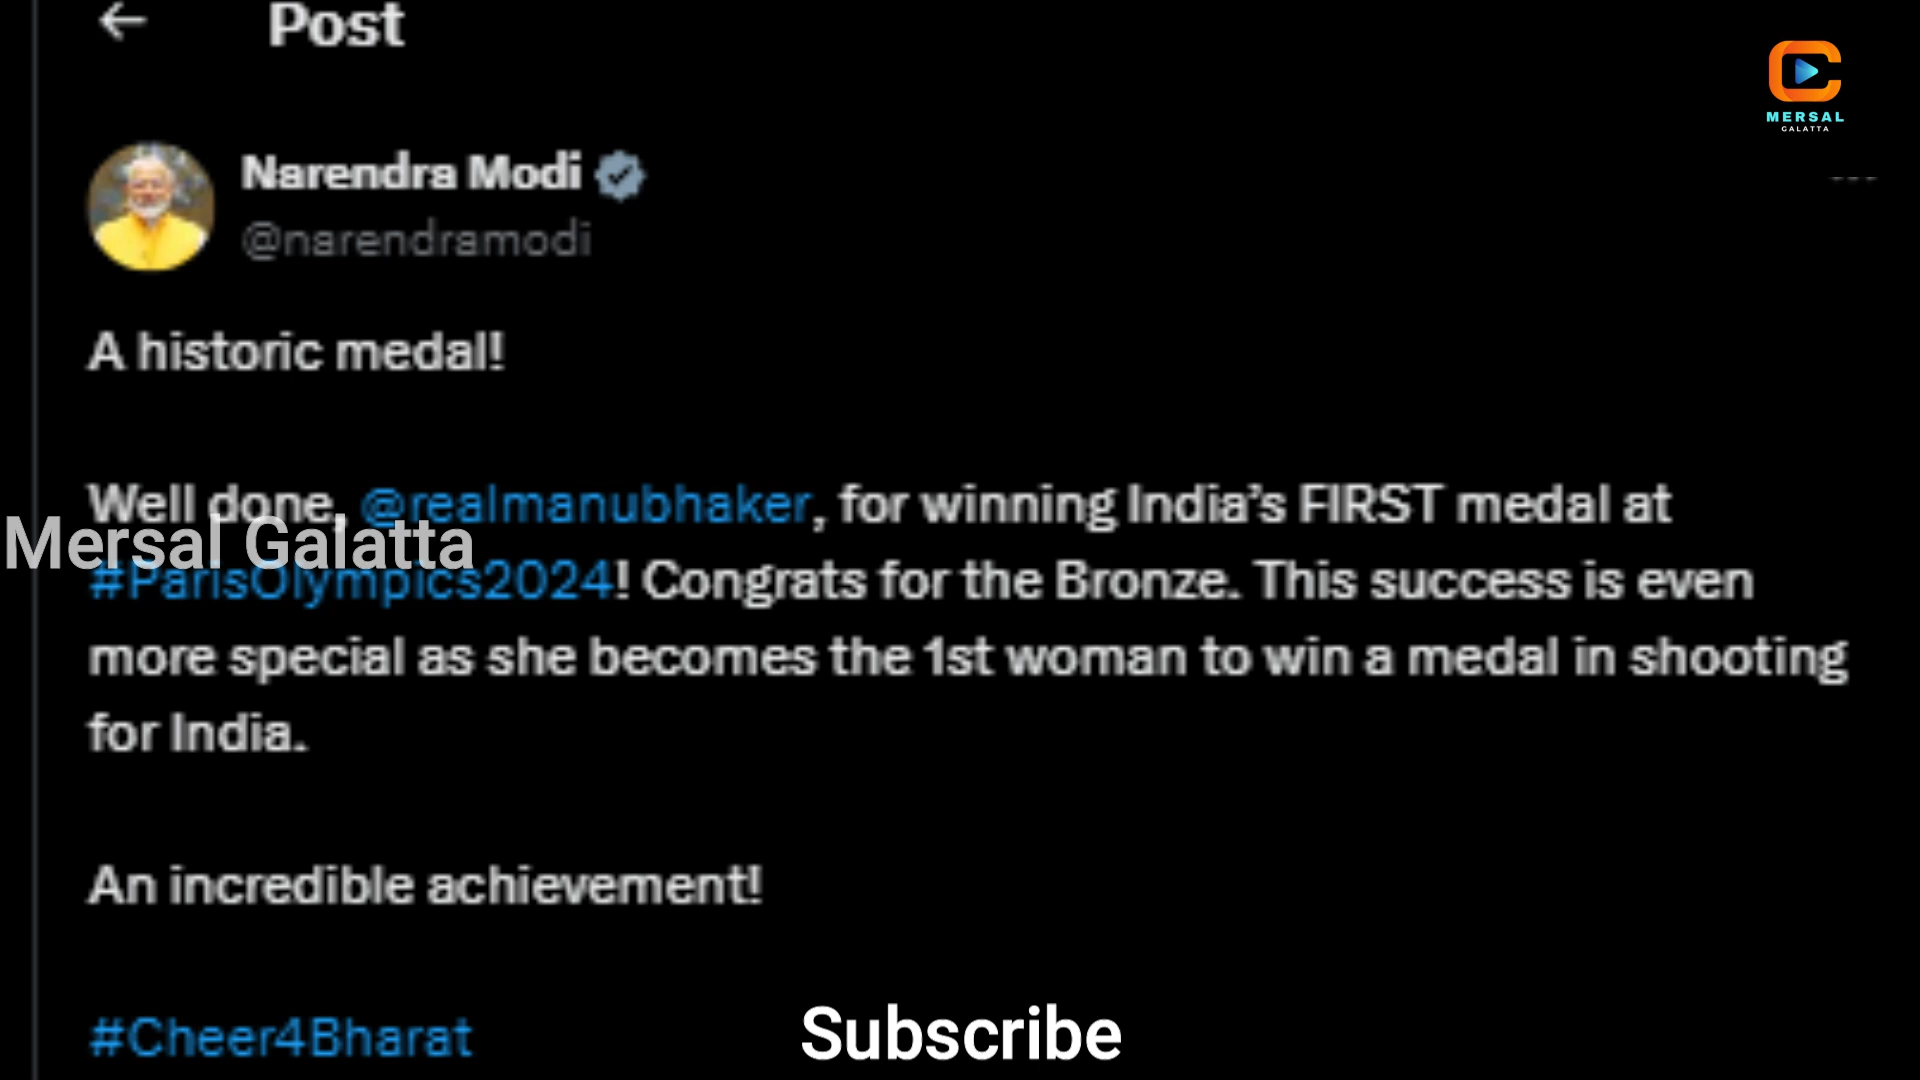 Post
MERSAL
GALATTA
Narendra Modi
@narendramodi
A historic medal!
Well done, @realmanubhaker, for winning India’s FIRST medal at
Mersal Galatta
#ParisOlympics2024! Congrats for the Bronze. This success is even
more special as she becomes the 1st woman to win a medal in shooting
for India.
An incredible achievement!
#Cheer4Bharat
Subscribe